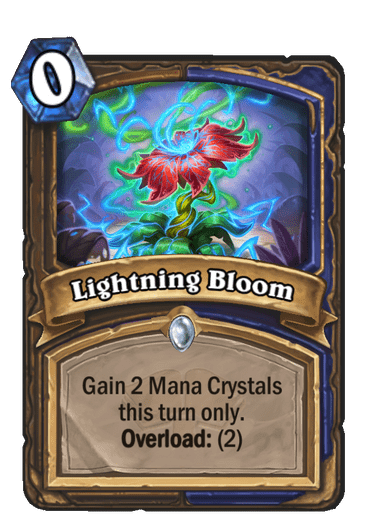 0
Lightning Bloom
Gain 2 Mana Crystals
this turn only.
Overload: (2)